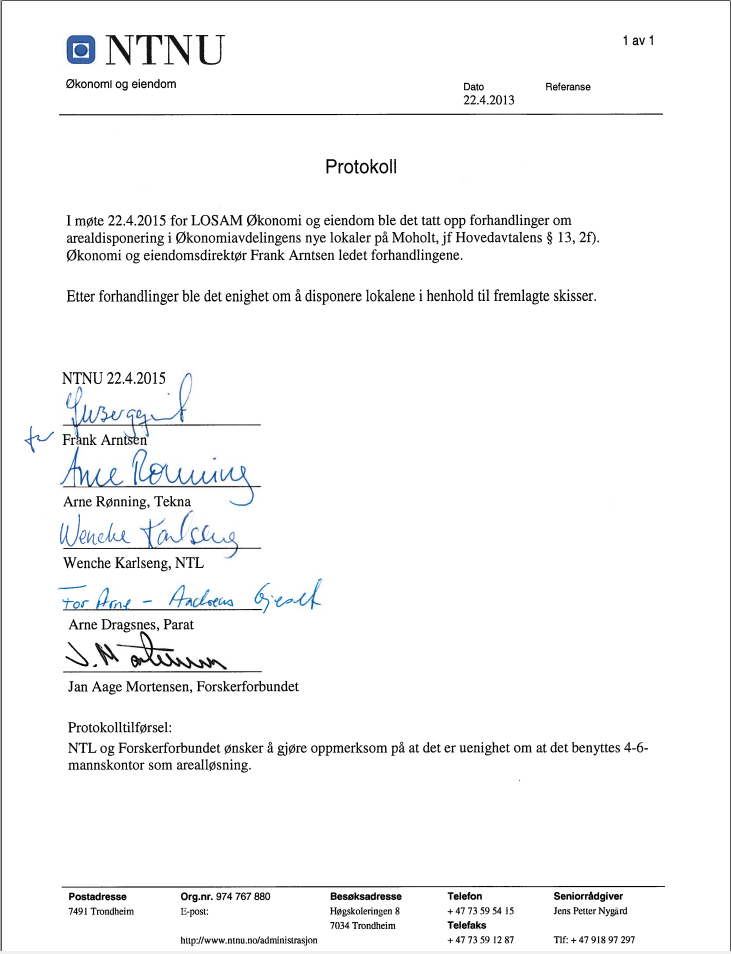 NTNU
1 av 1
Økonomi og eiendom
Dato
Referanse
22.4.2013
Protokoll
I møte 22.4.2015 for LOSAM Økonomi og eiendom ble det tatt opp forhandlinger om
arealdisponering i Økonomiavdelingens nye lokaler på Moholt, jf Hovedavtalens § 13, 2f).
Økonomi og eiendomsdirektør Frank Arntsen ledet forhandlingene.
Etter forhandlinger ble det enighet om å disponere lokalene i henhold til fremlagte skisser.
NTNU 22.4.2015
for
Frank Arntsen
Arne Rønning
Arne Rønning, Tekna
Wenche Karlseng
Wenche Karlseng, NTL
For Arne – Andreas
Arne Dragsnes, Parat
J. Mortensen
Jan Aage Mortensen, Forskerforbundet
Protokolltilførsel:
NTL og Forskerforbundet ønsker å gjøre oppmerksom på at det er uenighet om at det benyttes 4-6-
mannskontor som arealløsning.
Postadresse Org.nr. 974 767 880 Besøksadresse Telefon Seniorrådgiver
7491 Trondheim E-post: Høgskoleringen 8 + 47 73 59 54 15 Jens Petter Nygård
7034 Trondheim Telefaks
http://www.ntnu.no/administrasjon + 47 73 59 12 87 Tlf: + 47 918 97 297